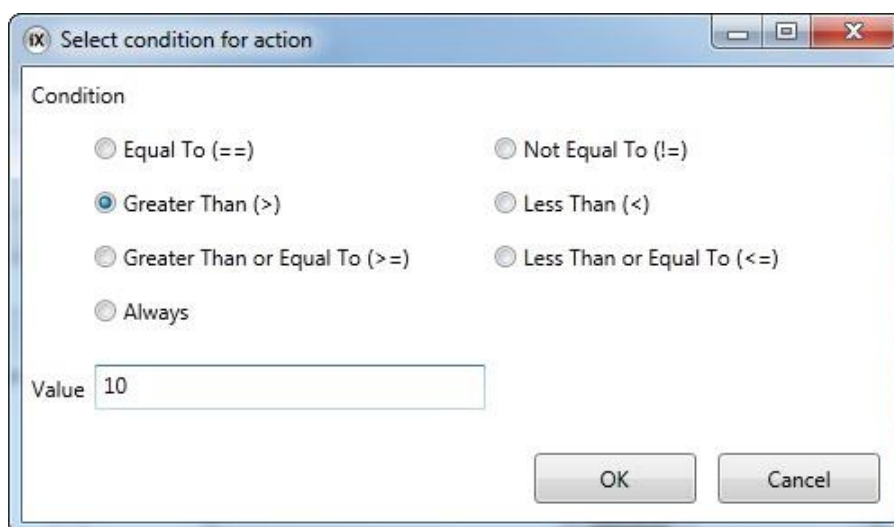 iX Select condition for action
Condition
Equal To (==) Not Equal To (!=)
Greater Than (>) Less Than (<)
Greater Than or Equal To (>=) Less Than or Equal To (<=)
Always
Value 10
OK Cancel